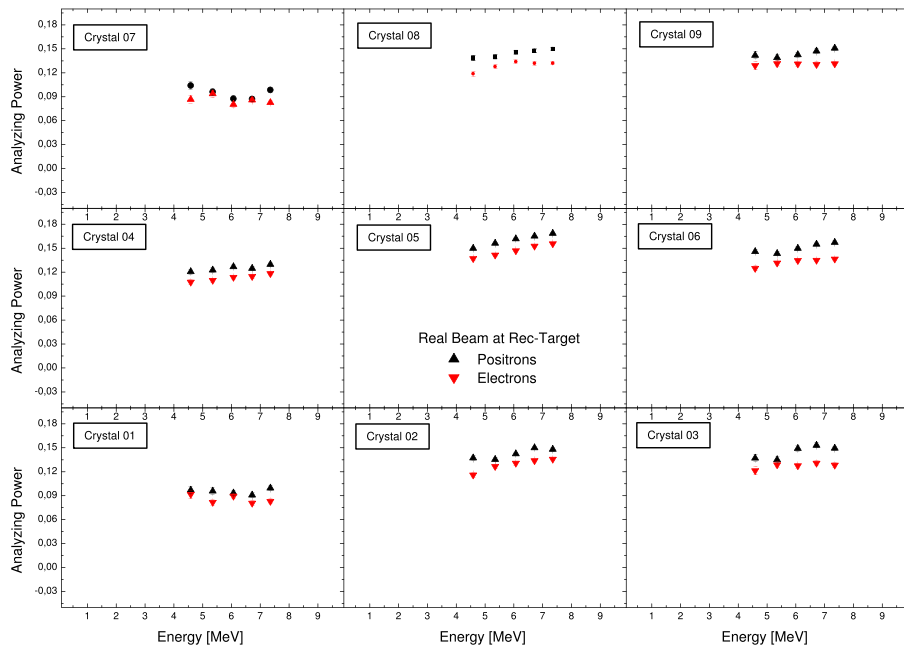 Crystal 07
Crystal 08
Crystal 09
Analyzing Power
0,18
0,15
0,12
0,09
0,06
0,03
0,00
-0,03
1 2 3 4 5 6 7 8 9
1 2 3 4 5 6 7 8 9
1 2 3 4 5 6 7 8 9
Crystal 04
Crystal 05
Crystal 06
Analyzing Power
0,18
0,15
0,12
0,09
0,06
0,03
0,00
-0,03
Real Beam at Rec-Target
Positrons
Electrons
1 2 3 4 5 6 7 8 9
1 2 3 4 5 6 7 8 9
1 2 3 4 5 6 7 8 9
Crystal 01
Crystal 02
Crystal 03
Analyzing Power
0,18
0,15
0,12
0,09
0,06
0,03
0,00
-0,03
1 2 3 4 5 6 7 8 9
1 2 3 4 5 6 7 8 9
1 2 3 4 5 6 7 8 9
Energy [MeV]
Energy [MeV]
Energy [MeV]